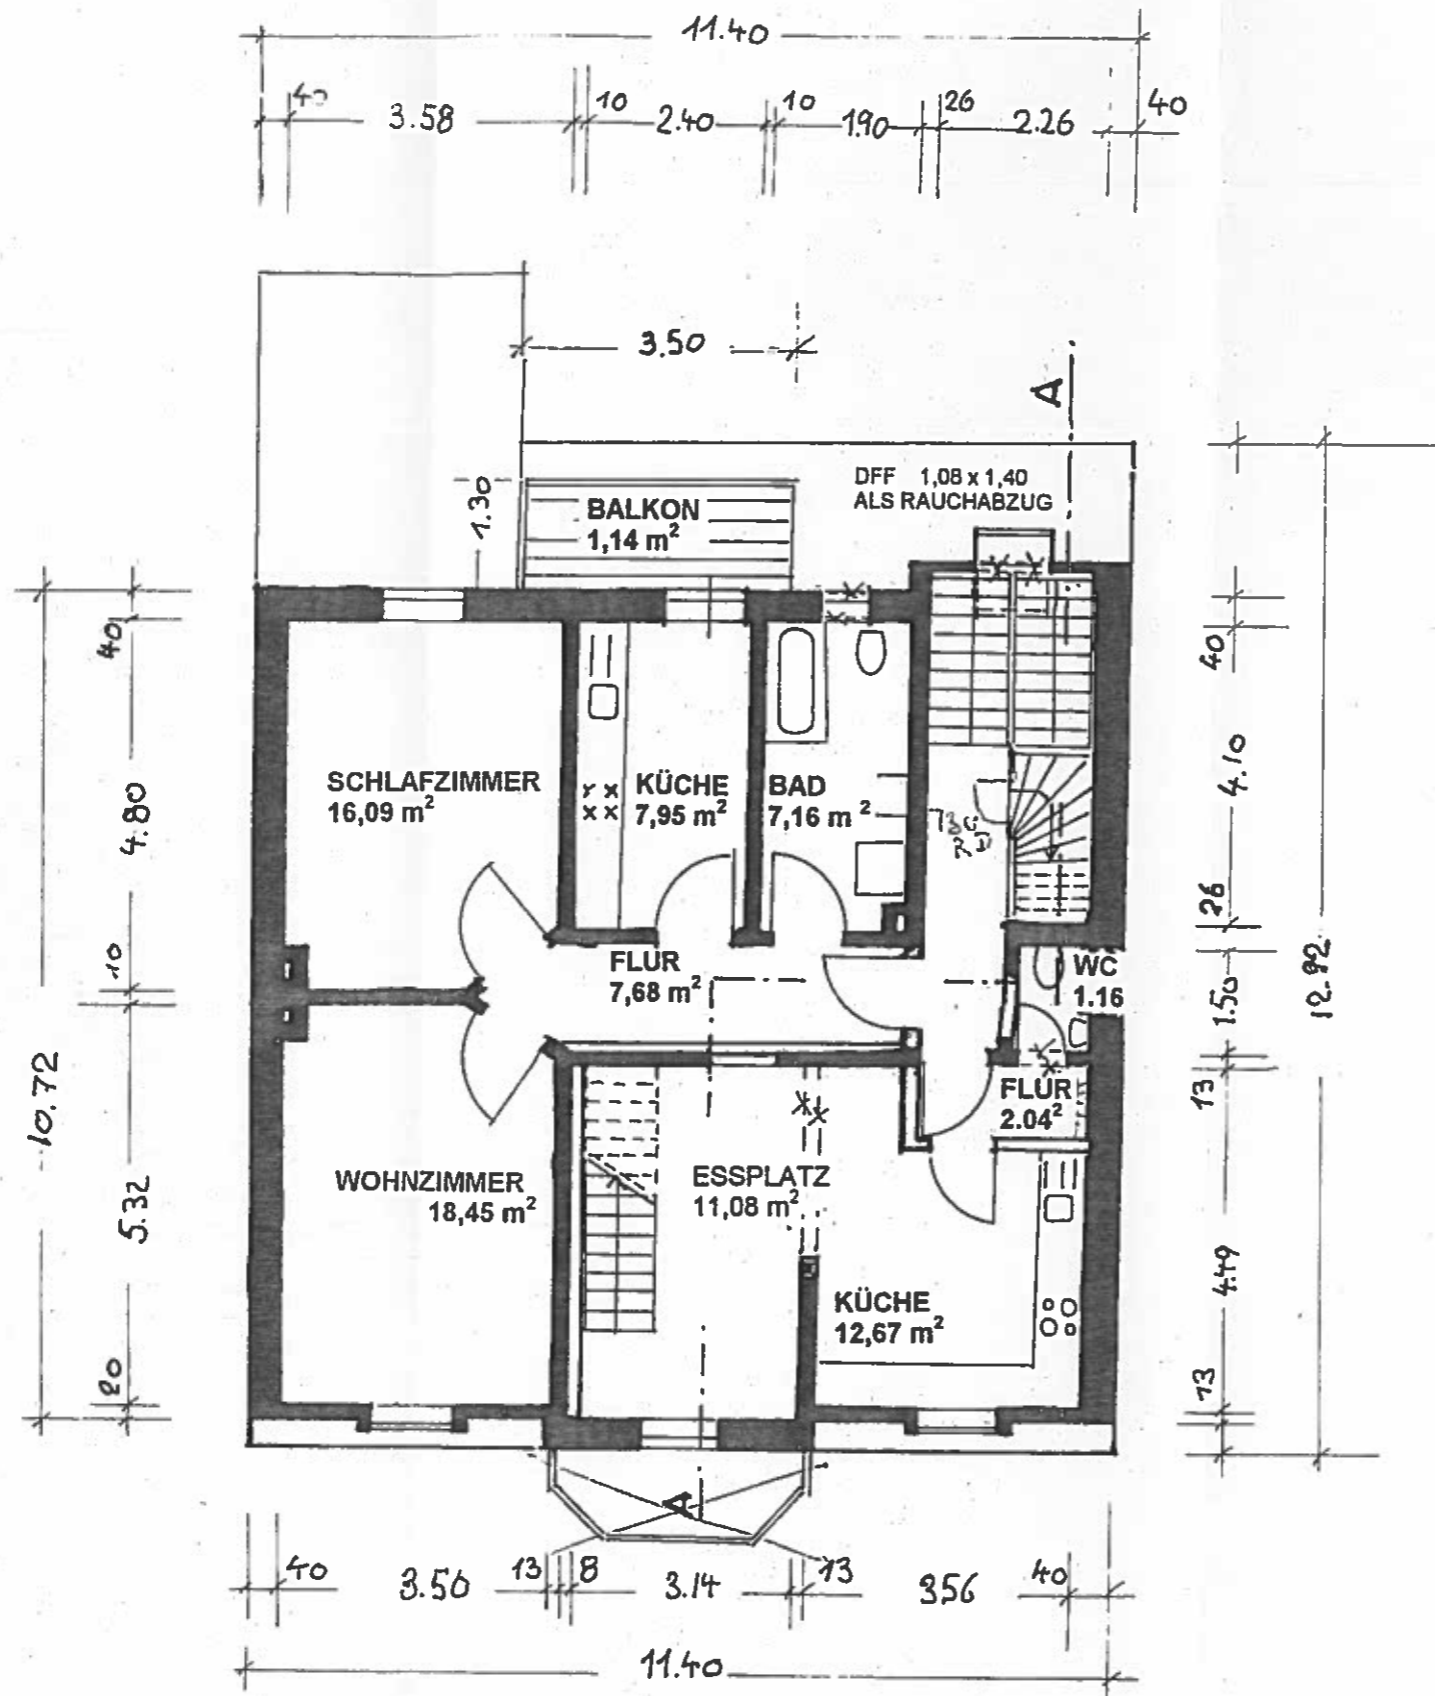 11.40
40 3.58 10 2.40 10 1.90 26 2.26 40
3.50
A
DFF 1,08 x 1,40
ALS RAUCHABZUG
1.30
BALKON
1,14 m²
40
40
4.80
4.10
SCHLAFZIMMER
16,09 m²
KÜCHE
7,95 m²
BAD
7,16 m²
26
10
FLUR
7,68 m²
WC
1.16
1.50
12.92
10.72
13
FLUR
2.04²
WOHNZIMMER
18,45 m²
ESSPLATZ
11,08 m²
5.32
4.49
KÜCHE
12,67 m²
20
13
A
40 3.50 13 8 3.14 13 3.56 40
11.40